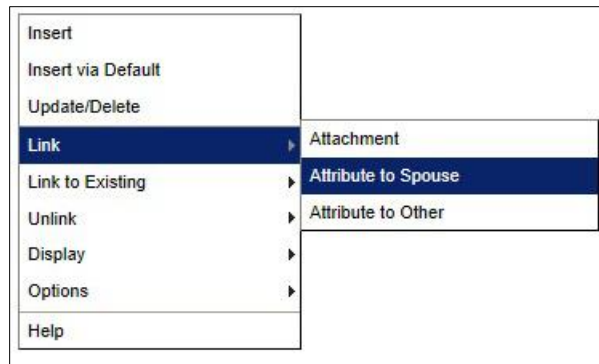 Insert
Insert via Default
Update/Delete
Link
Attachment
Link to Existing
Attribute to Spouse
Unlink
Attribute to Other
Display
Options
Help